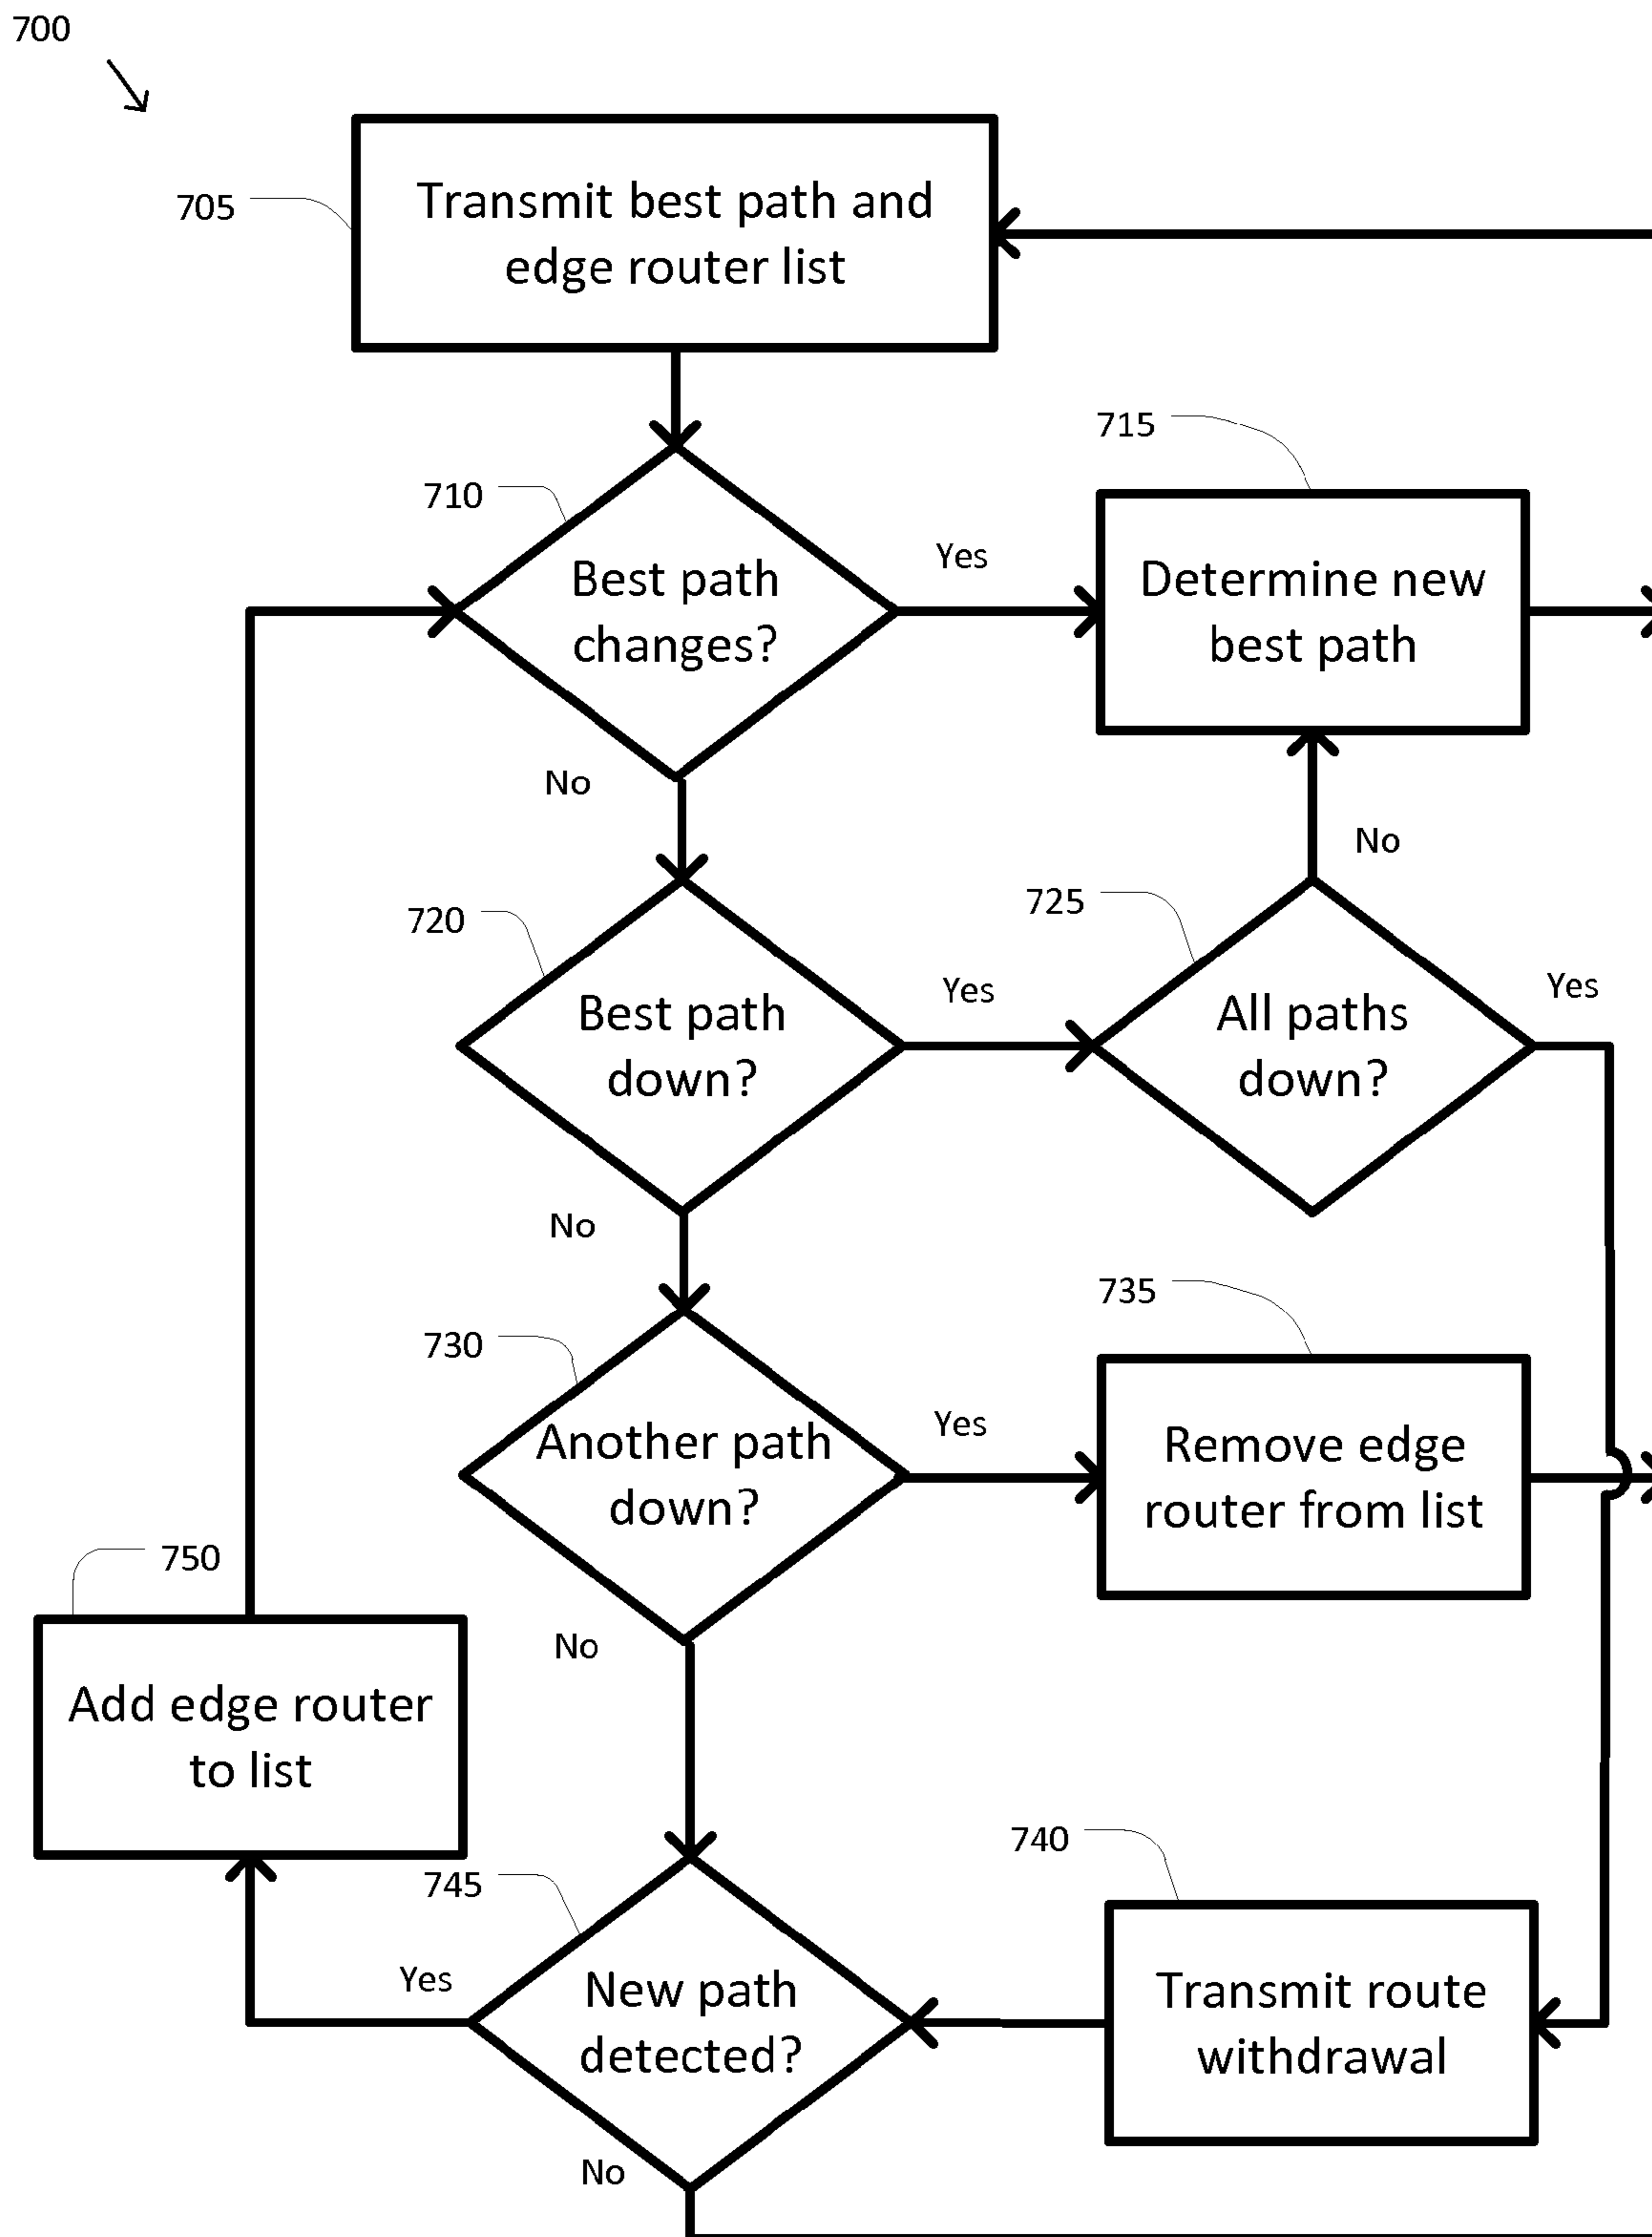 700
705
Transmit best path and
edge router list
710
Best path
changes?
Yes
715
Determine new
best path
No
No
720
Best path
down?
Yes
725
All paths
down?
Yes
No
730
Another path
down?
Yes
735
Remove edge
router from list
No
750
Add edge router
to list
740
Transmit route
withdrawal
745
New path
detected?
Yes
No